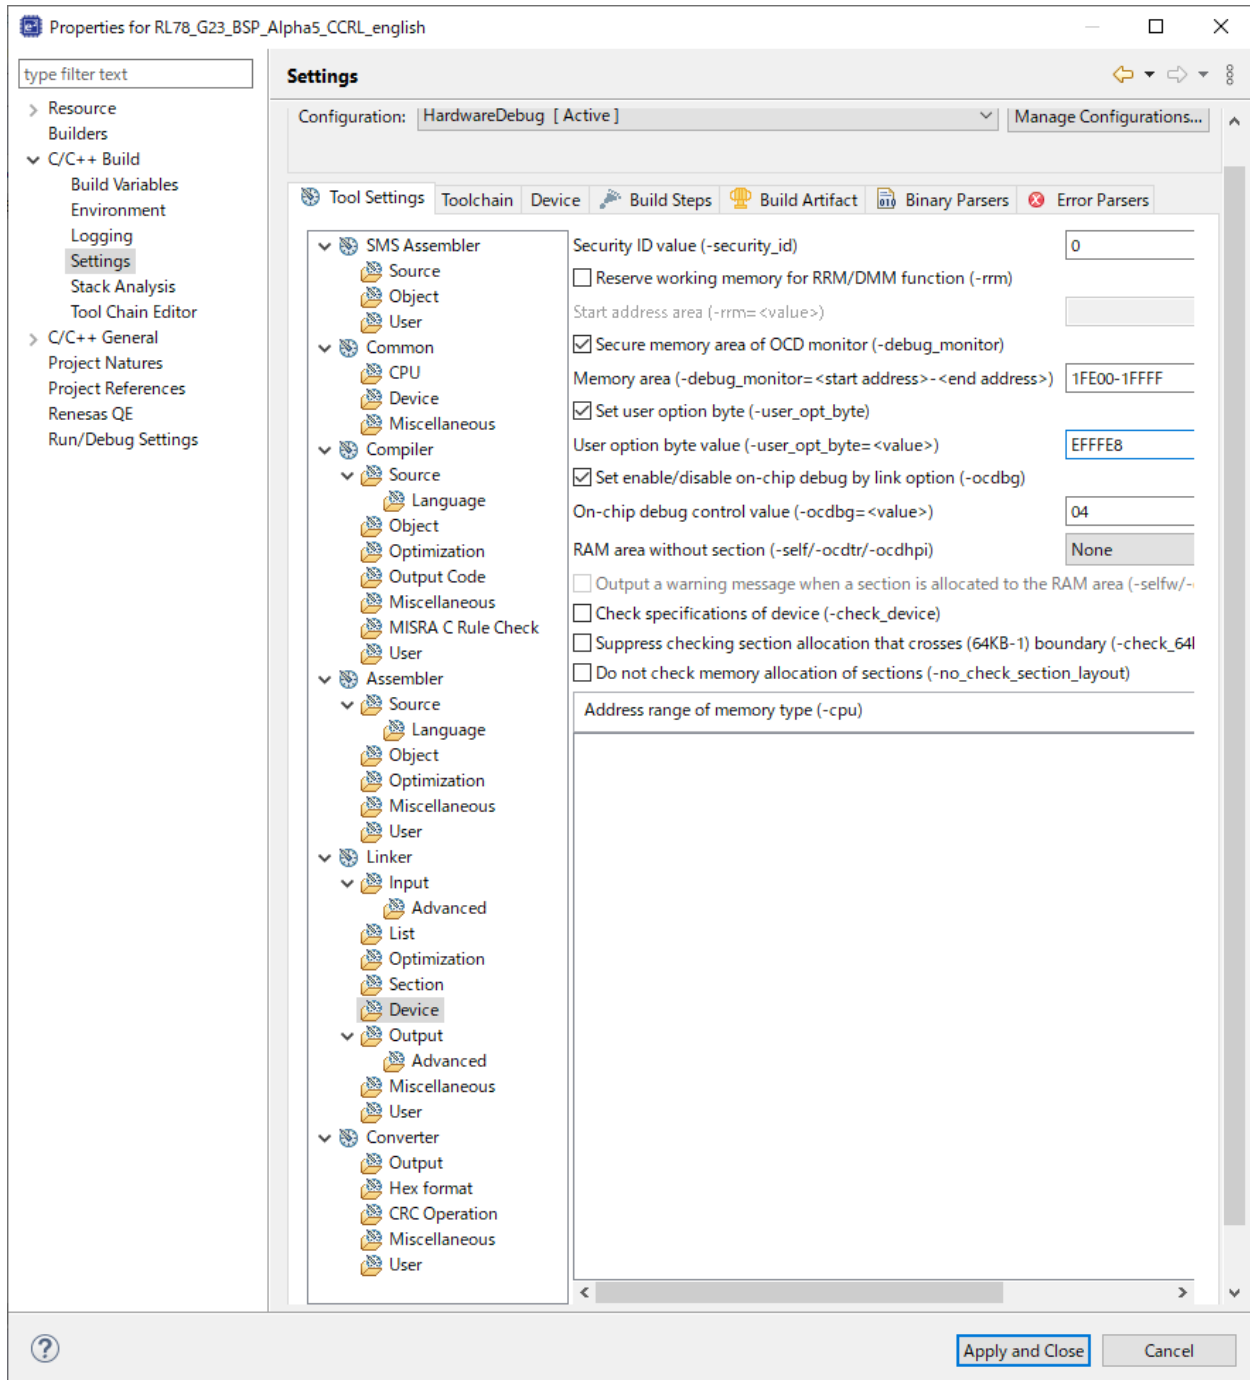 Properties for RL78_G23_BSP_Alpha5_CCRL_english
type filter text
Resource
Builders
C/C++ Build
Build Variables
Environment
Logging
Settings
Stack Analysis
Tool Chain Editor
C/C++ General
Project Natures
Project References
Renesas QE
Run/Debug Settings
Settings
Configuration: HardwareDebug [ Active ] Manage Configurations...
Tool Settings Toolchain Device Build Steps Build Artifact Binary Parsers Error Parsers
SMS Assembler
Source
Object
User
Common
CPU
Device
Miscellaneous
Compiler
Source
Language
Object
Optimization
Output Code
Miscellaneous
MISRA C Rule Check
User
Assembler
Source
Language
Object
Optimization
Miscellaneous
User
Linker
Input
Advanced
List
Optimization
Section
Device
Output
Advanced
Miscellaneous
User
Converter
Output
Hex format
CRC Operation
Miscellaneous
User
Security ID value (-security_id) 0
Reserve working memory for RRM/DMM function (-rrm)
Start address area (-rrm=<value>)
Secure memory area of OCD monitor (-debug_monitor)
Memory area (-debug_monitor=<start address>-<end address>) 1FE00-1FFFF
Set user option byte (-user_opt_byte)
User option byte value (-user_opt_byte=<value>) EFFFE8
Set enable/disable on-chip debug by link option (-ocdbg)
On-chip debug control value (-ocdbg=<value>) 04
RAM area without section (-self/-ocdtr/-ocdhpi) None
Output a warning message when a section is allocated to the RAM area (-selfw/-
Check specifications of device (-check_device)
Suppress checking section allocation that crosses (64KB-1) boundary (-check_64
Do not check memory allocation of sections (-no_check_section_layout)
Address range of memory type (-cpu)
Apply and Close Cancel